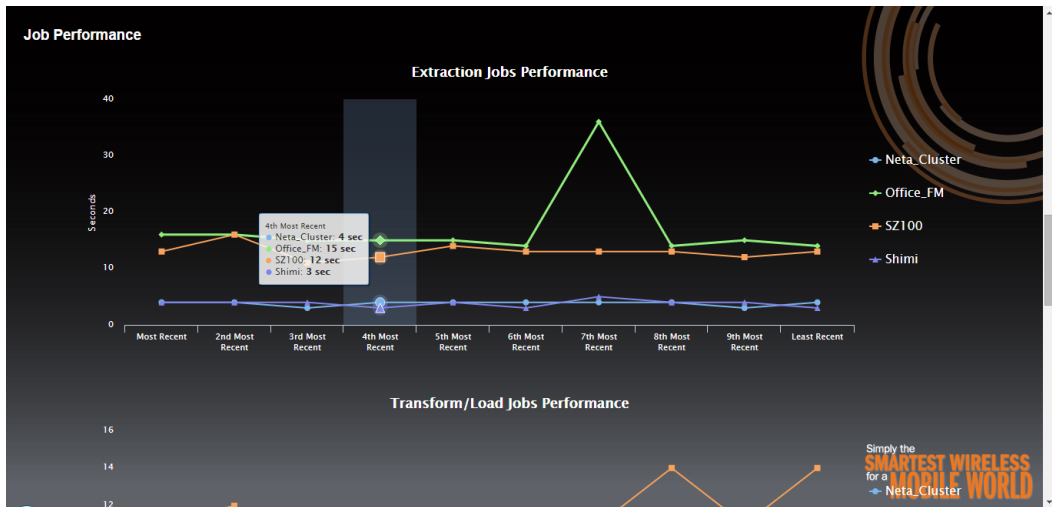 Job Performance
Extraction Jobs Performance
40
30
20
10
0
Seconds
4th Most Recent
Neta_Cluster: 4 sec
Office_FM: 15 sec
SZ100: 12 sec
Shimi: 3 sec
Most Recent
2nd Most
Recent
3rd Most
Recent
4th Most
Recent
5th Most
Recent
6th Most
Recent
7th Most
Recent
8th Most
Recent
9th Most
Recent
Least Recent
Neta_Cluster
Office_FM
SZ100
Shimi
Transform/Load Jobs Performance
16
14
12
Simply the
SMARTEST WIRELESS
for a MOBILE WORLD
Neta_Cluster